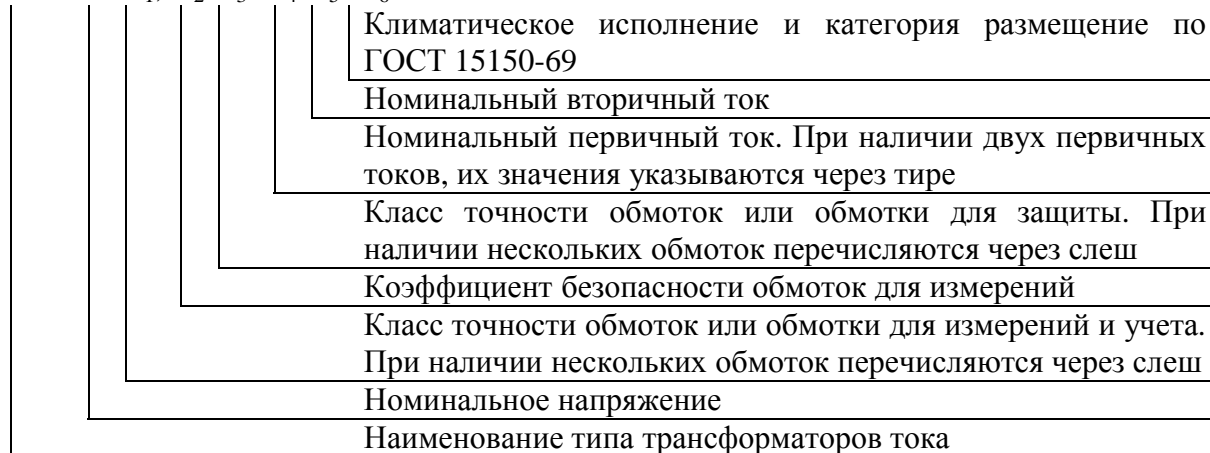 Климатическое исполнение и категория размещение по
ГОСТ 15150-69
Номинальный вторичный ток
Номинальный первичный ток. При наличии двух первичных
токов, их значения указываются через тире
Класс точности обмоток или обмотки для защиты. При
наличии нескольких обмоток перечисляются через слеш
Коэффициент безопасности обмоток для измерений
Класс точности обмоток или обмотки для измерений и учета.
При наличии нескольких обмоток перечисляются через слеш
Номинальное напряжение
Наименование типа трансформаторов тока